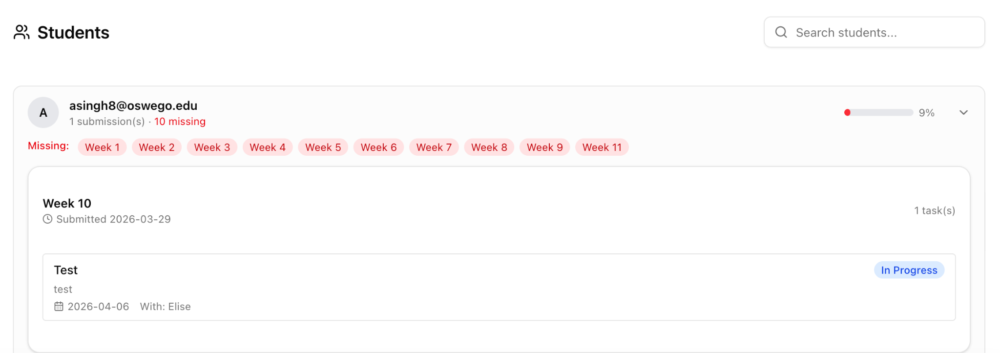 Students
Search students...
A
asingh8@oswego.edu
1 submission(s) · 10 missing
9%
Missing: Week 1 Week 2 Week 3 Week 4 Week 5 Week 6 Week 7 Week 8 Week 9 Week 11
Week 10
Submitted 2026-03-29
1 task(s)
Test
In Progress
test
2026-04-06 With: Elise